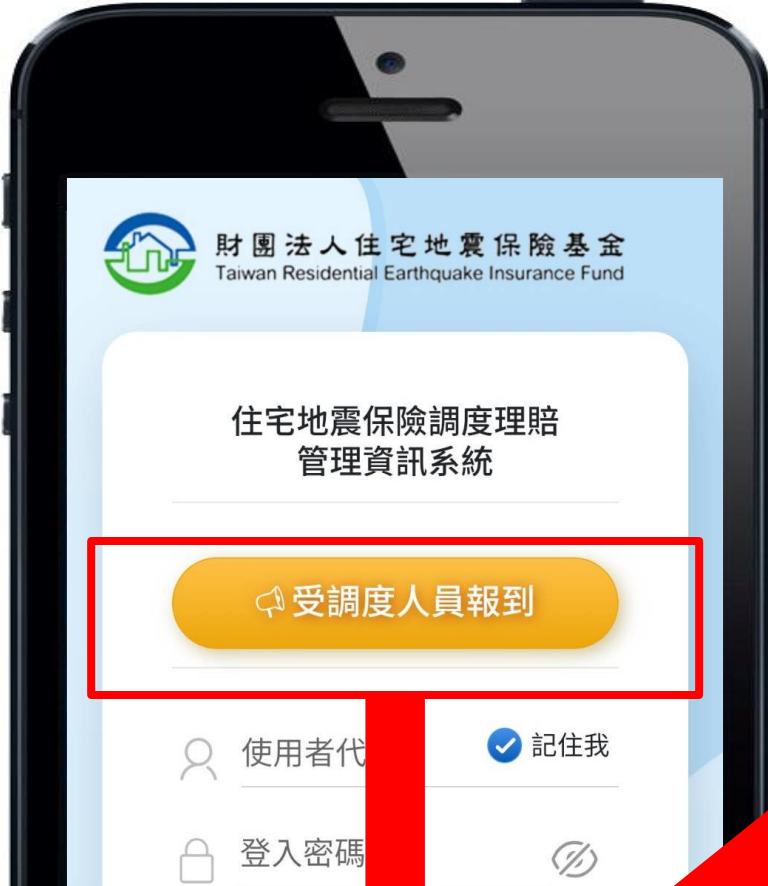 財團法人住宅地震保險基金
Taiwan Residential Earthquake Insurance Fund
住宅地震保險調度理賠
管理資訊系統
受調度人員報到
使用者代
記住我
登入密碼